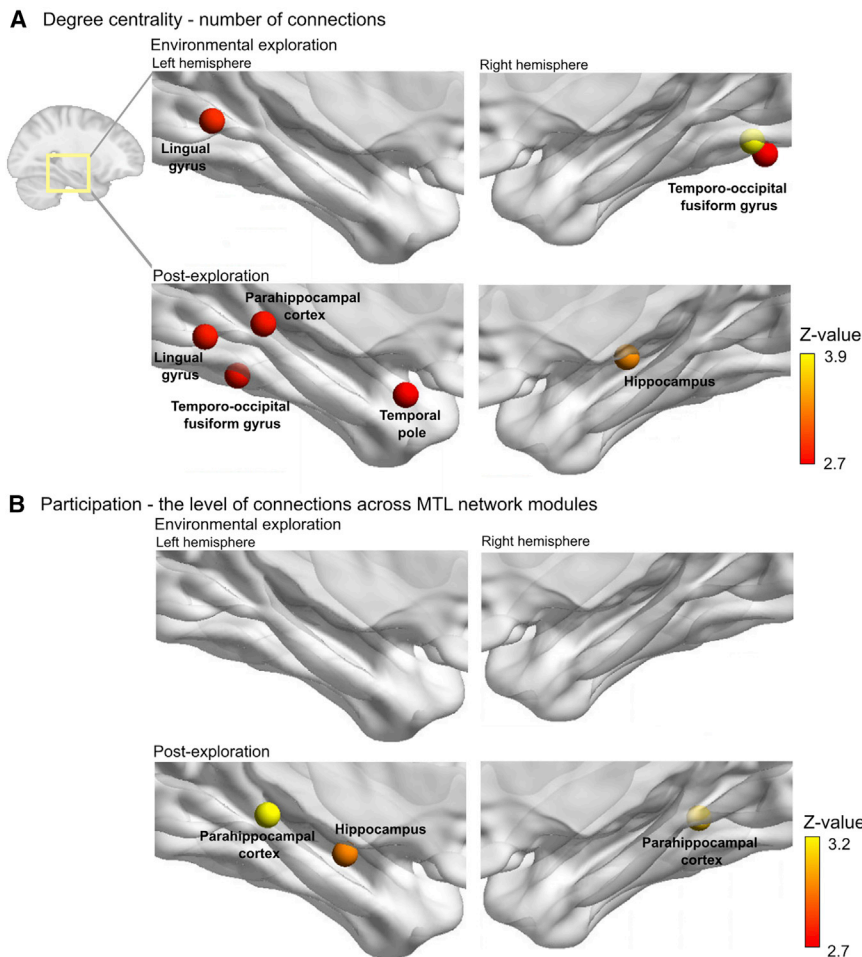 A Degree centrality - number of connections
Environmental exploration
Left hemisphere
Right hemisphere
Lingual
gyrus
Temporo-occipital
fusiform gyrus
Post-exploration
Parahippocampal
cortex
Lingual
gyrus
Temporo-occipital
fusiform gyrus
Temporal
pole
Hippocampus
Z-value
3.9
2.7
B Participation - the level of connections across MTL network modules
Environmental exploration
Left hemisphere
Right hemisphere
Post-exploration
Parahippocampal
cortex
Hippocampus
Parahippocampal
cortex
Z-value
3.2
2.7